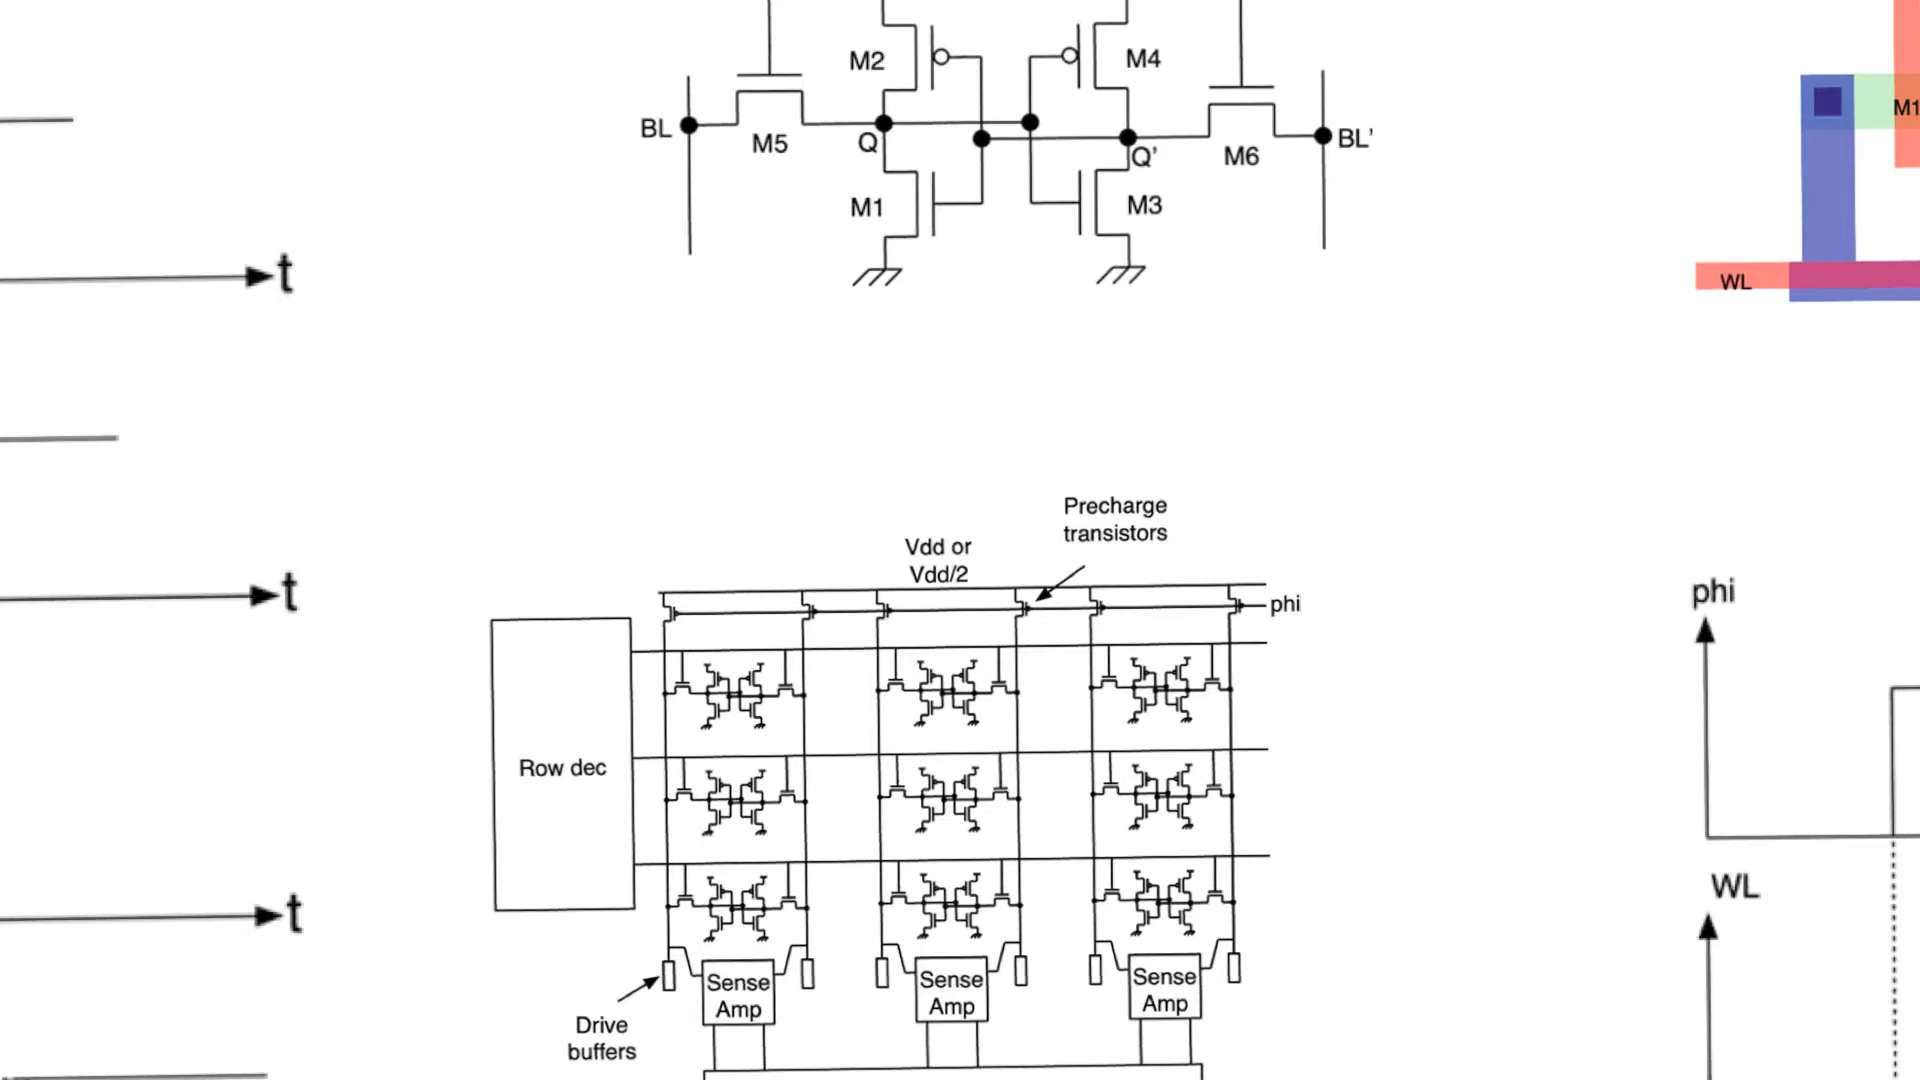 M2
M4
M1
BL
M5
Q
Q'
M6
BL'
M1
M3
t
WL
Precharge
transistors
Vdd or
Vdd/2
phi
phi
t
Row dec
WL
t
Sense
Amp
Sense
Amp
Sense
Amp
Drive
buffers